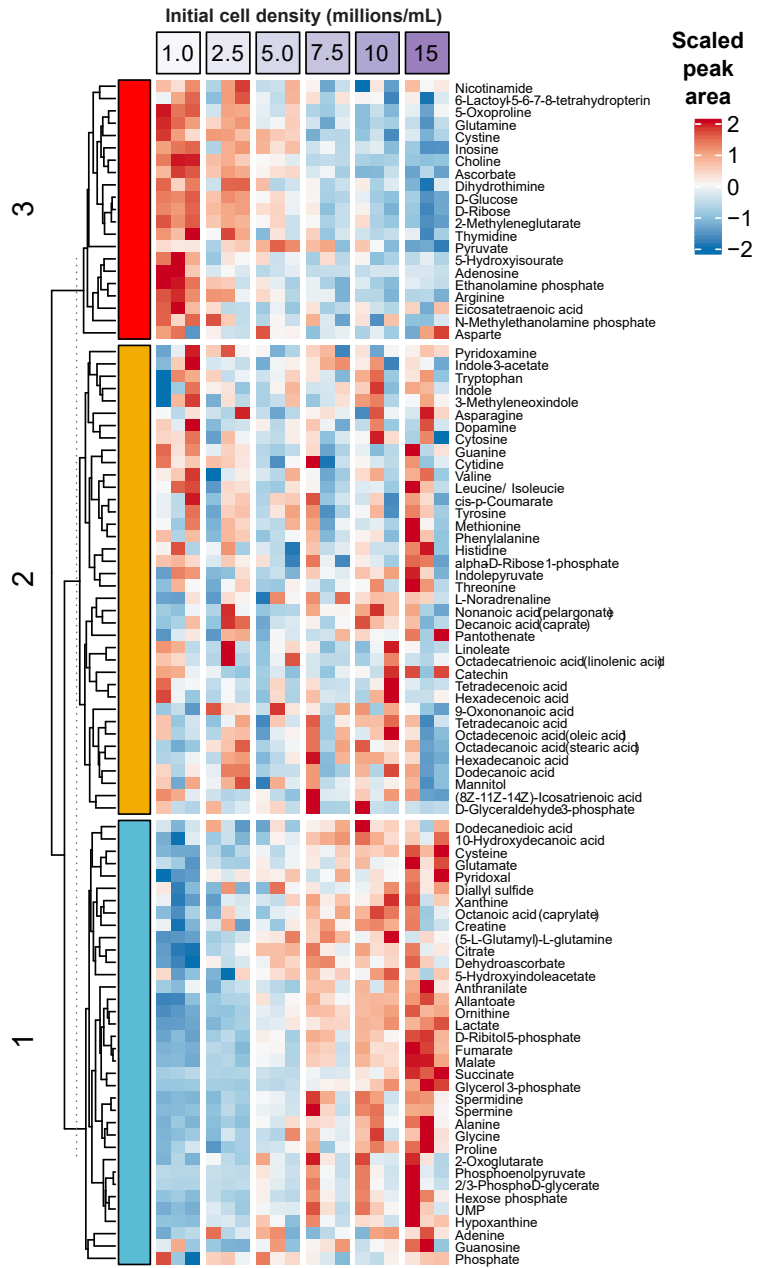 Initial cell density (millions/mL)
1.0 2.5 5.0 7.5 10 15
Scaled
peak
area
2
1
0
−1
−2
3
Nicotinamide
6-Lactoyl-5-6-7-8-tetrahydropterin
5-Oxoproline
Glutamine
Cystine
Inosine
Choline
Ascorbate
Dihydrothimine
D-Glucose
D-Ribose
2-Methyleneglutarate
Thymidine
Pyruvate
5-Hydroxyisourate
Adenosine
Ethanolamine phosphate
Arginine
Eicosatetraenoic acid
N-Methylethanolamine phosphate
Asparte
2
Pyridoxamine
Indole-3-acetate
Tryptophan
Indole
3-Methyleneoxindole
Asparagine
Dopamine
Cytosine
Guanine
Cytidine
Valine
Leucine/ Isoleucie
cis-p-Coumarate
Tyrosine
Methionine
Phenylalanine
Histidine
alpha-D-Ribose 1-phosphate
Indolepyruvate
Threonine
L-Noradrenaline
Nonanoic acid(pelargonate)
Decanoic acid(caprate)
Pantothenate
Linoleate
Octadecatrienoic acid(linolenic acid)
Catechin
Tetradecenoic acid
Hexadecenoic acid
9-Oxononanoic acid
Tetradecanoic acid
Octadecenoic acid(oleic acid)
Octadecanoic acid(stearic acid)
Hexadecanoic acid
Dodecanoic acid
Mannitol
(8Z-11Z-14Z)-Icosatrienoic acid
D-Glyceraldehyde3-phosphate
1
Dodecanedioic acid
10-Hydroxydecanoic acid
Cysteine
Glutamate
Pyridoxal
Diallyl sulfide
Xanthine
Octanoic acid(caprylate)
Creatine
(5-L-Glutamyl)-L-glutamine
Citrate
Dehydroascorbate
5-Hydroxyindoleacetate
Anthranilate
Allantoate
Ornithine
Lactate
D-Ribitol5-phosphate
Fumarate
Malate
Succinate
Glycerol 3-phosphate
Spermidine
Spermine
Alanine
Glycine
Proline
2-Oxoglutarate
Phosphoenolpyruvate
2/3-Phospho-D-glycerate
Hexose phosphate
UMP
Hypoxanthine
Adenine
Guanosine
Phosphate